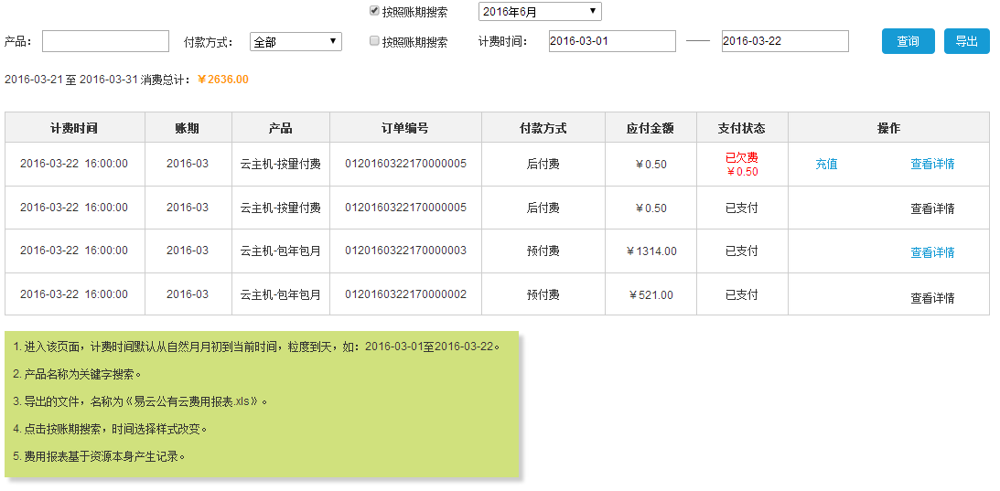 按照账期搜索 2016年6月
产品： 付款方式： 全部 按照账期搜索 计费时间： 2016-03-01 —— 2016-03-22 查询 导出
2016-03-21 至 2016-03-31 消费总计：￥2636.00
计费时间 账期 产品 订单编号 付款方式 应付金额 支付状态 操作
2016-03-22 16:00:00 2016-03 云主机-按量付费 0120160322170000005 后付费 ￥0.50 已欠费 ￥0.50 充值 查看详情
2016-03-22 16:00:00 2016-03 云主机-按量付费 0120160322170000005 后付费 ￥0.50 已支付 查看详情
2016-03-22 16:00:00 2016-03 云主机-包年包月 0120160322170000003 预付费 ￥1314.00 已支付 查看详情
2016-03-22 16:00:00 2016-03 云主机-包年包月 0120160322170000002 预付费 ￥521.00 已支付 查看详情
1. 进入该页面，计费时间默认从自然月月初到当前时间，粒度到天，如：2016-03-01至2016-03-22。
2. 产品名称为关键字搜索。
3. 导出的文件，名称为《易云公有云费用报表.xls》。
4. 点击按账期搜索，时间选择样式改变。
5. 费用报表基于资源本身产生记录。